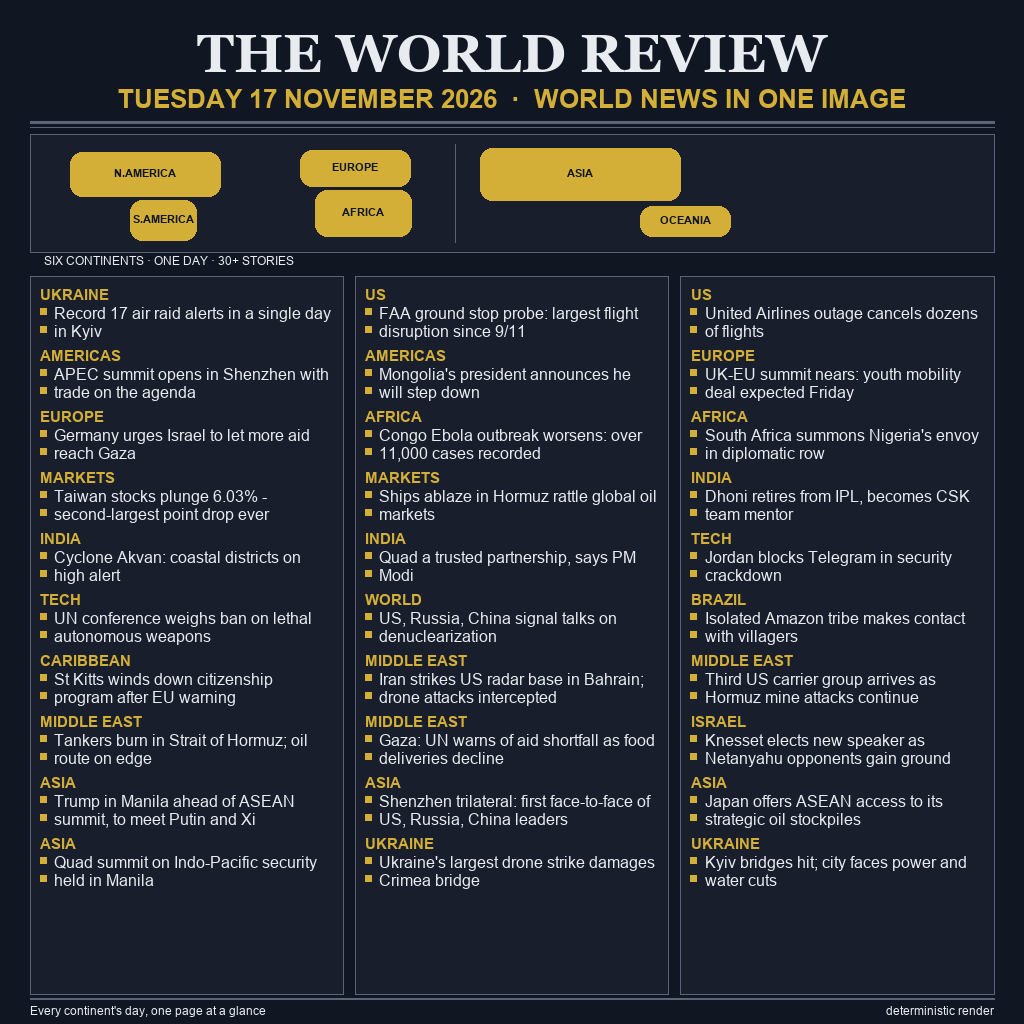 THE WORLD REVIEW
TUESDAY 17 NOVEMBER 2026 · WORLD NEWS IN ONE IMAGE
N.AMERICA
S.AMERICA
EUROPE
AFRICA
ASIA
OCEANIA
SIX CONTINENTS · ONE DAY · 30+ STORIES
UKRAINE
Record 17 air raid alerts in a single day
in Kyiv
AMERICAS
APEC summit opens in Shenzhen with
trade on the agenda
EUROPE
Germany urges Israel to let more aid
reach Gaza
MARKETS
Taiwan stocks plunge 6.03% -
second-largest point drop ever
INDIA
Cyclone Akvan: coastal districts on
high alert
TECH
UN conference weighs ban on lethal
autonomous weapons
CARIBBEAN
St Kitts winds down citizenship
program after EU warning
MIDDLE EAST
Tankers burn in Strait of Hormuz; oil
route on edge
ASIA
Trump in Manila ahead of ASEAN
summit, to meet Putin and Xi
ASIA
Quad summit on Indo-Pacific security
held in Manila
US
FAA ground stop probe: largest flight
disruption since 9/11
AMERICAS
Mongolia's president announces he
will step down
AFRICA
Congo Ebola outbreak worsens: over
11,000 cases recorded
MARKETS
Ships ablaze in Hormuz rattle global oil
markets
INDIA
Quad a trusted partnership, says PM
Modi
WORLD
US, Russia, China signal talks on
denuclearization
MIDDLE EAST
Iran strikes US radar base in Bahrain;
drone attacks intercepted
MIDDLE EAST
Gaza: UN warns of aid shortfall as food
deliveries decline
ASIA
Shenzhen trilateral: first face-to-face of
US, Russia, China leaders
UKRAINE
Ukraine's largest drone strike damages
Crimea bridge
US
United Airlines outage cancels dozens
of flights
EUROPE
UK-EU summit nears: youth mobility
deal expected Friday
AFRICA
South Africa summons Nigeria's envoy
in diplomatic row
INDIA
Dhoni retires from IPL, becomes CSK
team mentor
TECH
Jordan blocks Telegram in security
crackdown
BRAZIL
Isolated Amazon tribe makes contact
with villagers
MIDDLE EAST
Third US carrier group arrives as
Hormuz mine attacks continue
ISRAEL
Knesset elects new speaker as
Netanyahu opponents gain ground
ASIA
Japan offers ASEAN access to its
strategic oil stockpiles
UKRAINE
Kyiv bridges hit; city faces power and
water cuts
Every continent's day, one page at a glance
deterministic render